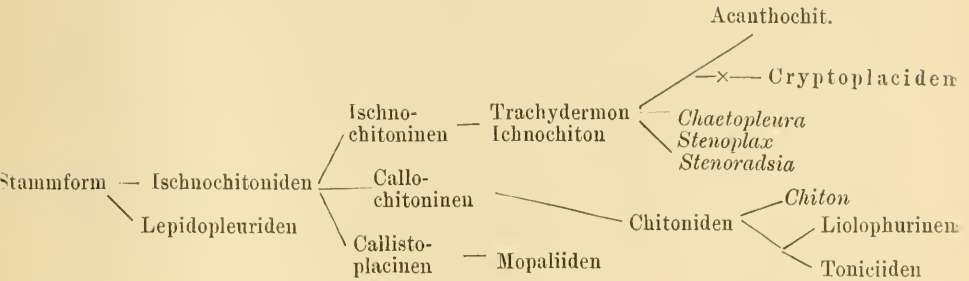 Acanthochit.
—×— Cryptoplaciden
Ischno-
chitoninen — Trachydermon
Ichnochiton
Chaetopleura
Stenoplax
Stenoradsia
Stammform — Ischnochitoniden
Lepidopleuriden
Callo-
chitoninen
Chitoniden
Chiton
Liolophurinen
Toniciiden
Callisto-
placinen — Mopaliiden